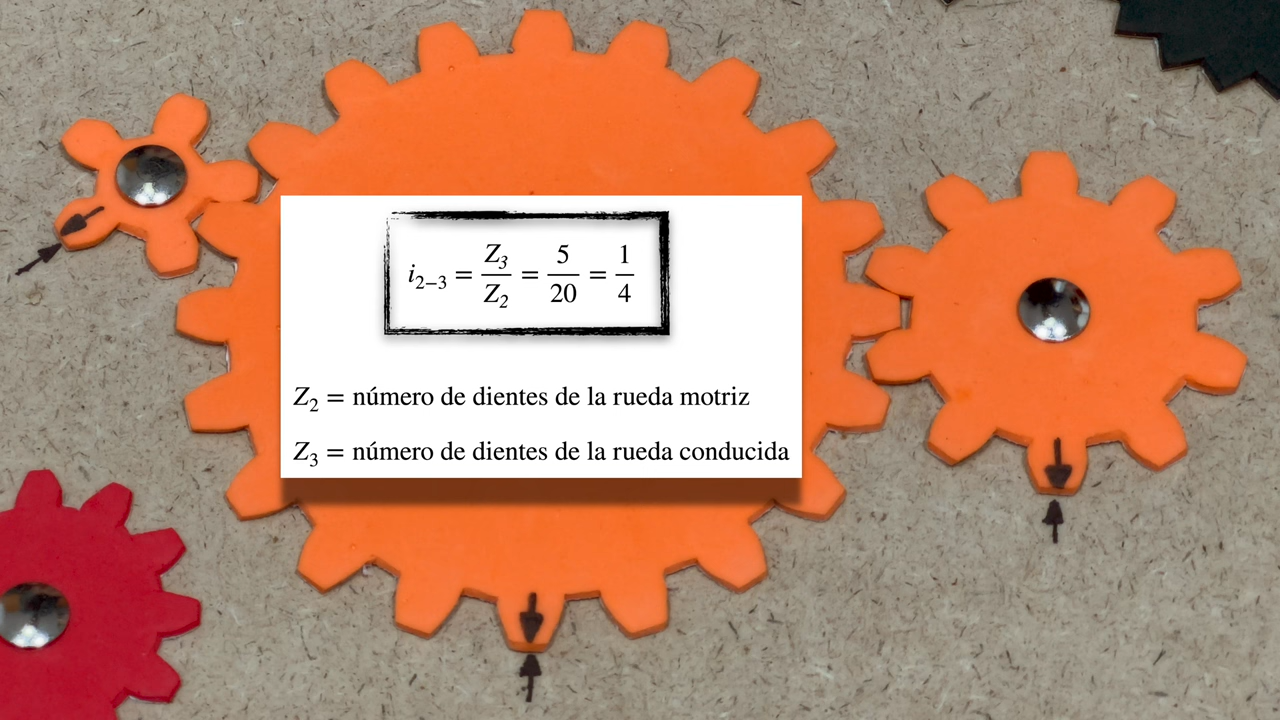 i₂₋₃ = Z₃/Z₂ = 5/20 = 1/4
Z₂ = número de dientes de la rueda motriz
Z₃ = número de dientes de la rueda conducida